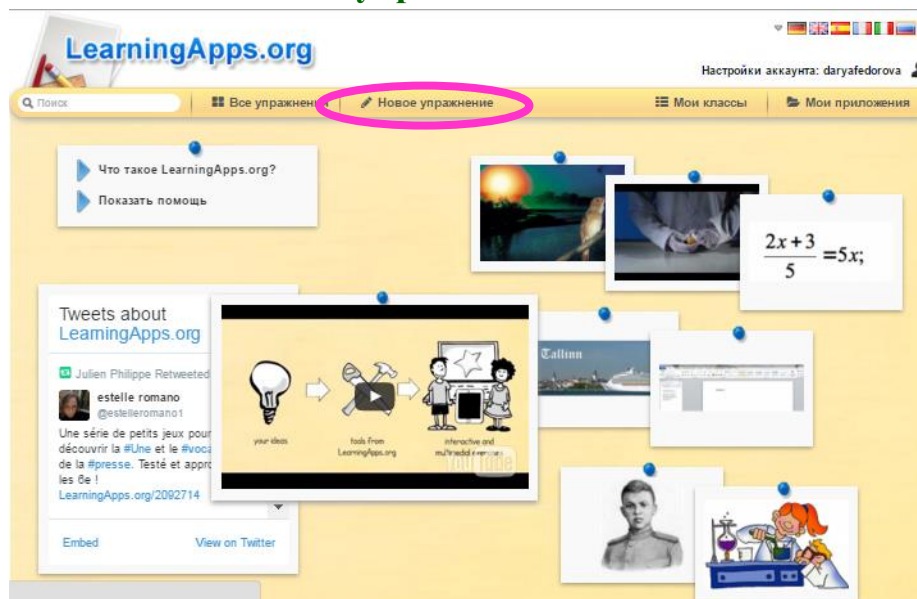 LearningApps.org
Настройки аккаунта: daryafedorova
Поиск
Все упражнения
Новое упражнение
Мои классы
Мои приложения
Что такое LearningApps.org?
Показать помощь
2x+3
=5x;
5
Tweets about
LearningApps.org
Julien Philippe Retweeted
estelle romano
@estelleromano1
Une série de petits jeux pour
découvrir la #Une et le
de la #presse. Testé et
les 6e !
LearningApps.org/2092714
Embed
View on Twitter
your ideas
tools from
LearningApps.org
interactive and
multimedial exercises
YouTube
Tallinn